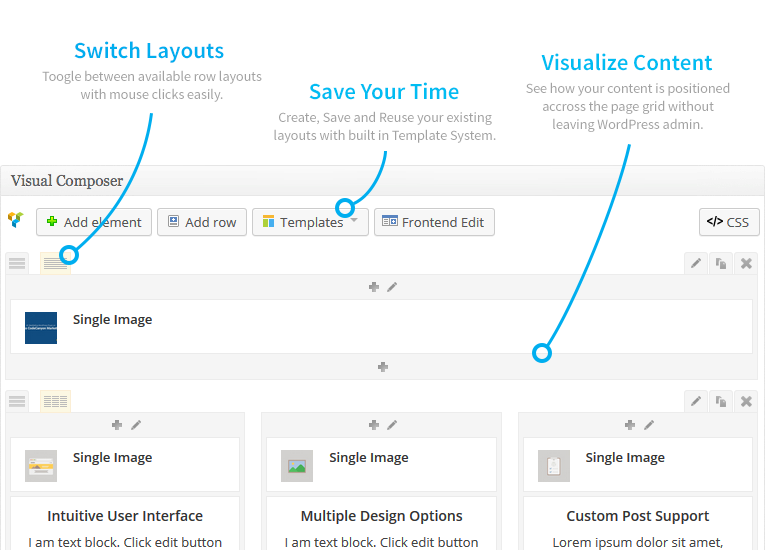 Switch Layouts
Toogle between available row layouts
with mouse clicks easily.
Save Your Time
Create, Save and Reuse your existing
layouts with built in Template System.
Visualize Content
See how your content is positioned
accross the page grid without
leaving WordPress admin.
Visual Composer
Add element
Add row
Templates
Frontend Edit
</> CSS
Single Image
Single Image
Single Image
Single Image
Intuitive User Interface
Multiple Design Options
Custom Post Support
I am text block. Click edit button
I am text block. Click edit button
Lorem ipsum dolor sit amet,